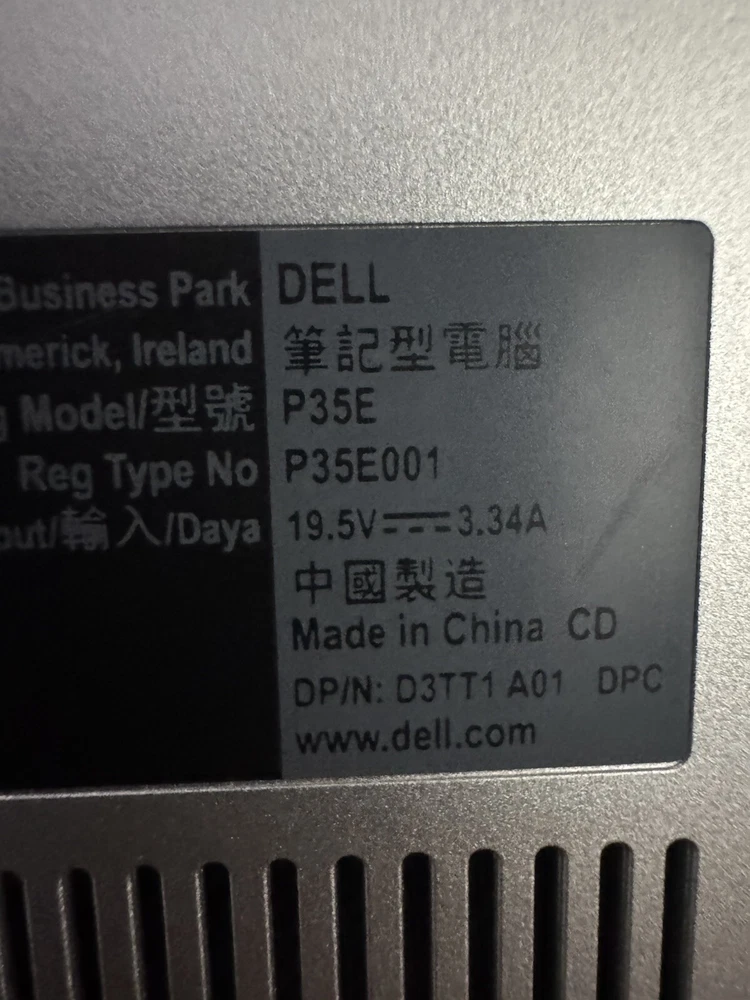 Business Park DELL
merick, Ireland 筆記型電腦
g Model/型號 P35E
Reg Type No P35E001
out/輸入/Daya 19.5V⎓3.34A
中國製造
Made in China CD
DP/N: D3TT1 A01 DPC
www.dell.com